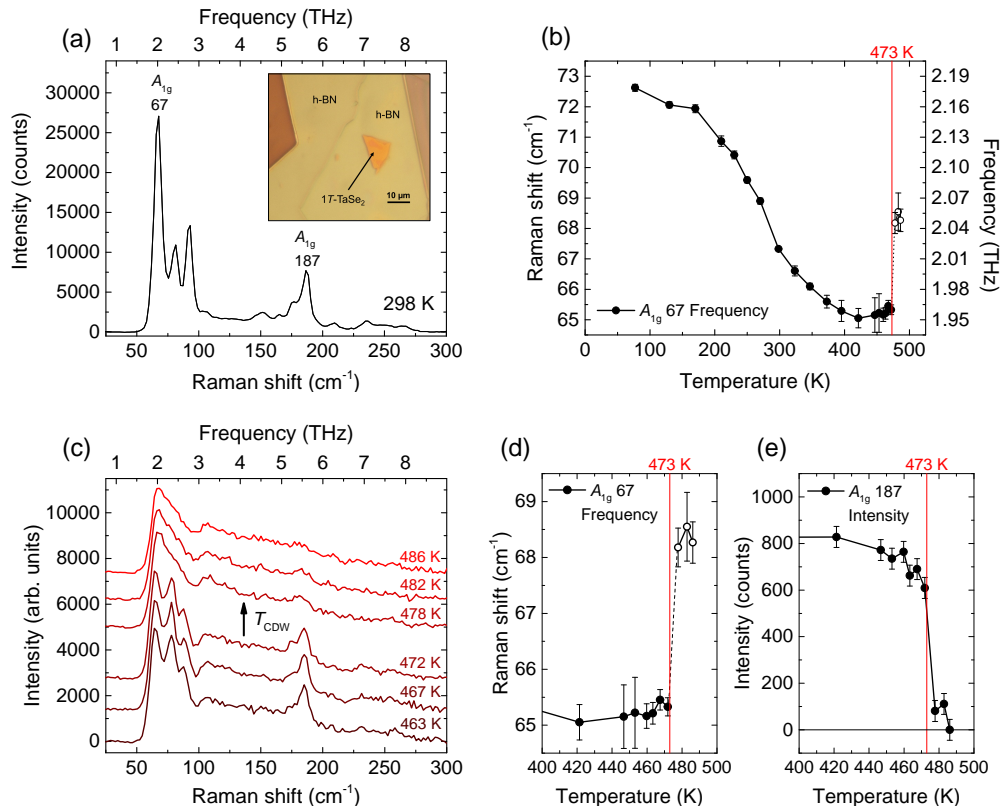 (a)
Frequency (THz)
1 2 3 4 5 6 7 8
Intensity (counts)
30000
25000
20000
15000
10000
5000
0
A1g
67
A1g
187
298 K
h-BN
h-BN
1T-TaSe2
10 μm
50 100 150 200 250 300
Raman shift (cm-1)
(b)
473 K
Raman shift (cm-1)
73
72
71
70
69
68
67
66
65
2.19
2.16
2.13
2.10
2.07
2.04
2.01
1.98
1.95
Frequency (THz)
A1g 67 Frequency
0 100 200 300 400 500
Temperature (K)
(c)
Frequency (THz)
1 2 3 4 5 6 7 8
Intensity (arb. units)
10000
8000
6000
4000
2000
0
486 K
482 K
478 K
TCDW
472 K
467 K
463 K
50 100 150 200 250 300
Raman shift (cm-1)
(d)
473 K
Raman shift (cm-1)
69
68
67
66
65
A1g 67
Frequency
400 420 440 460 480 500
Temperature (K)
(e)
473 K
Intensity (counts)
1000
800
600
400
200
0
A1g 187
Intensity
400 420 440 460 480 500
Temperature (K)